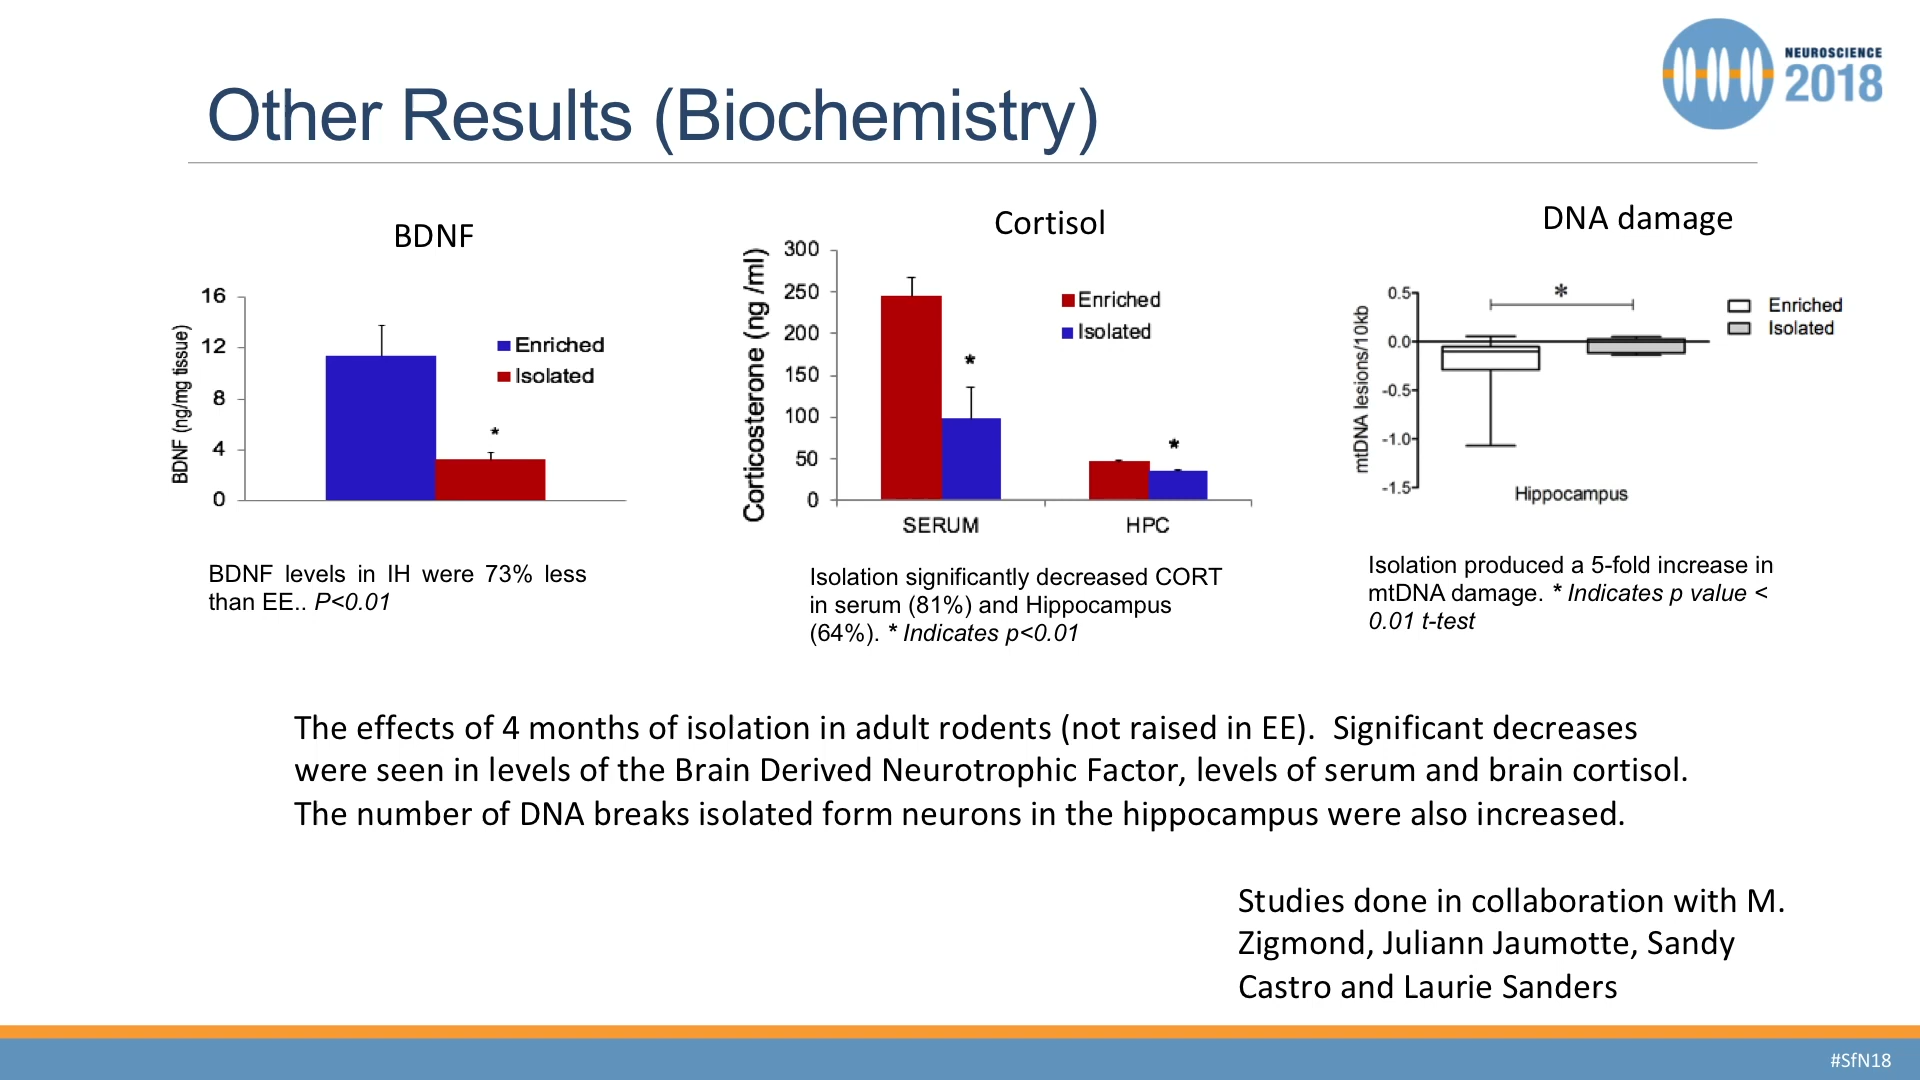 NEUROSCIENCE
2018
Other Results (Biochemistry)
BDNF
16
12
8
4
0
BDNF (ng/mg tissue)
Enriched
Isolated
*
BDNF levels in IH were 73% less
than EE.. P<0.01
Cortisol
300
250
200
150
100
50
0
Corticosterone (ng /ml)
Enriched
Isolated
*
*
SERUM HPC
Isolation significantly decreased CORT
in serum (81%) and Hippocampus
(64%). * Indicates p<0.01
DNA damage
0.5
0.0
-0.5
-1.0
-1.5
mtDNA lesions/10kb
*
Enriched
Isolated
Hippocampus
Isolation produced a 5-fold increase in
mtDNA damage. * Indicates p value <
0.01 t-test
The effects of 4 months of isolation in adult rodents (not raised in EE). Significant decreases
were seen in levels of the Brain Derived Neurotrophic Factor, levels of serum and brain cortisol.
The number of DNA breaks isolated form neurons in the hippocampus were also increased.
Studies done in collaboration with M.
Zigmond, Juliann Jaumotte, Sandy
Castro and Laurie Sanders
#SfN18